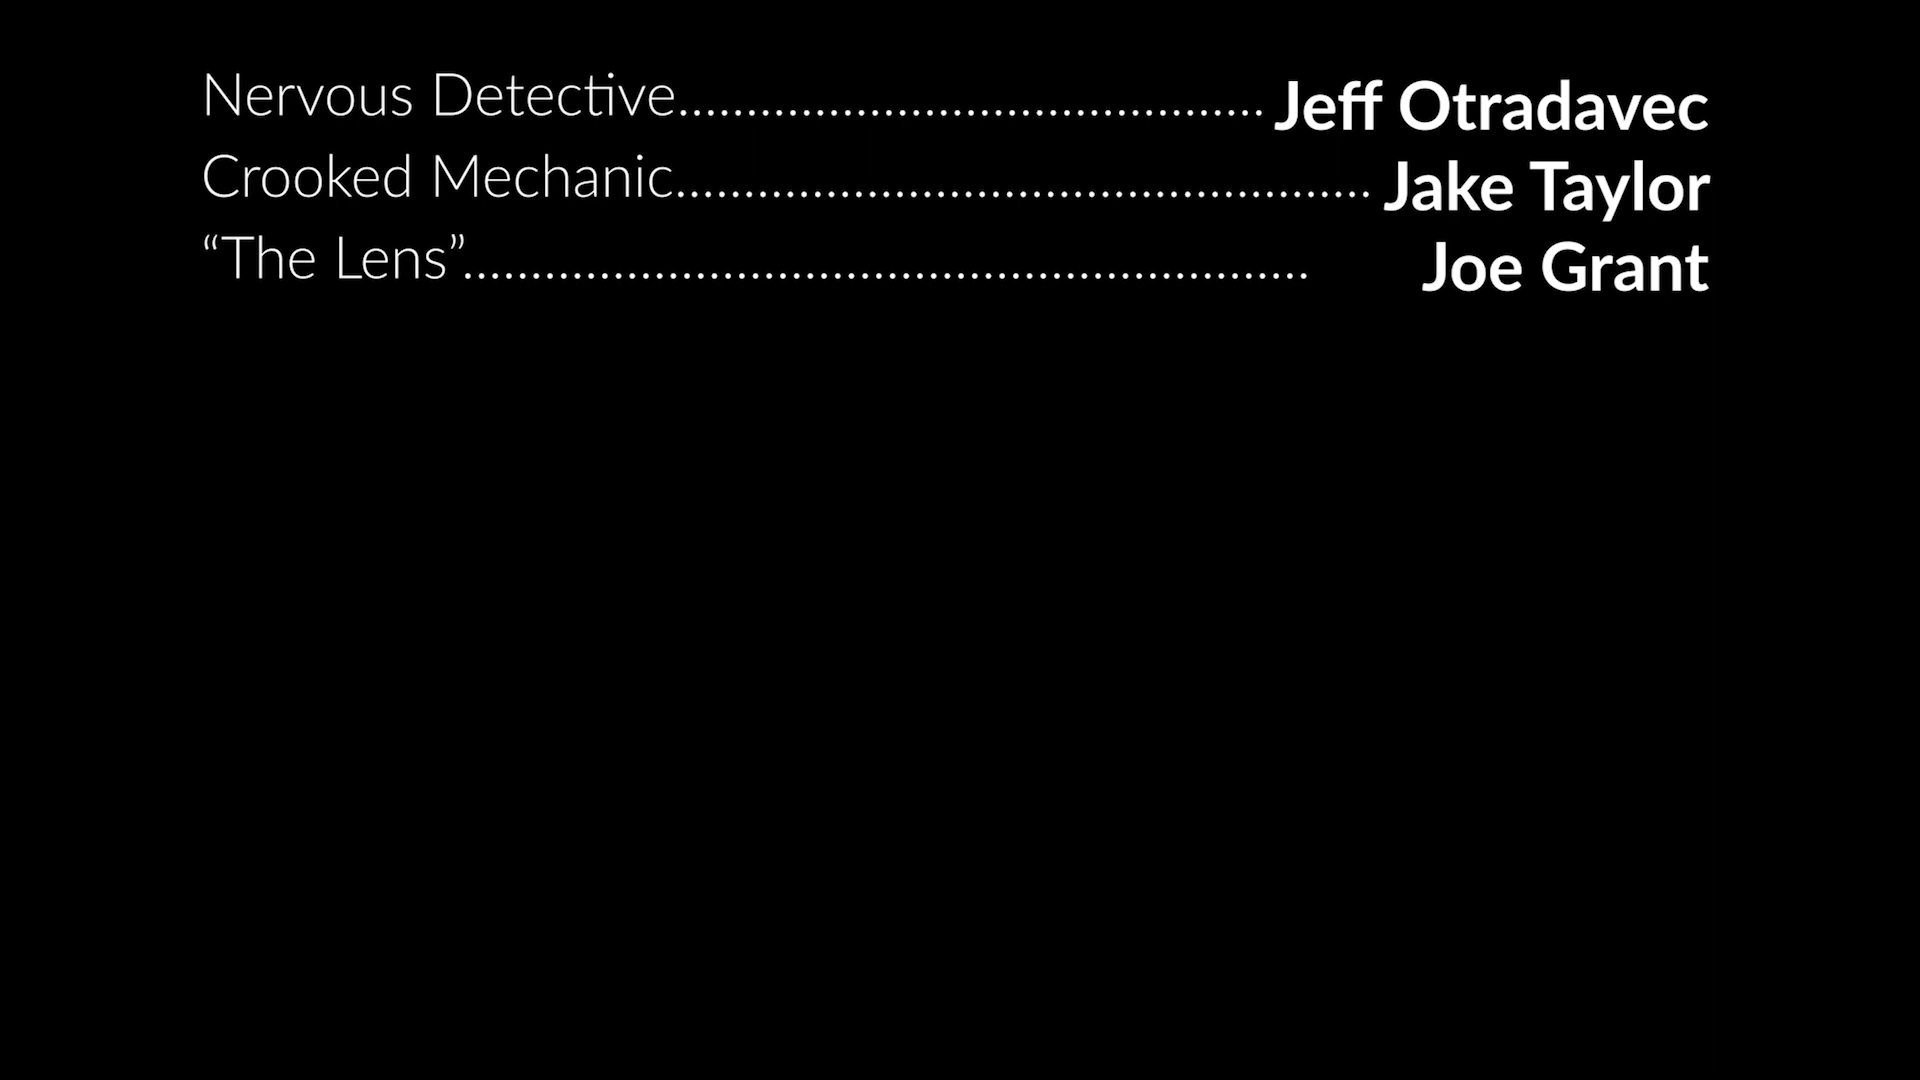 Nervous Detective........................................... Jeff Otradavec
Crooked Mechanic................................................... Jake Taylor
“The Lens”.............................................................. Joe Grant